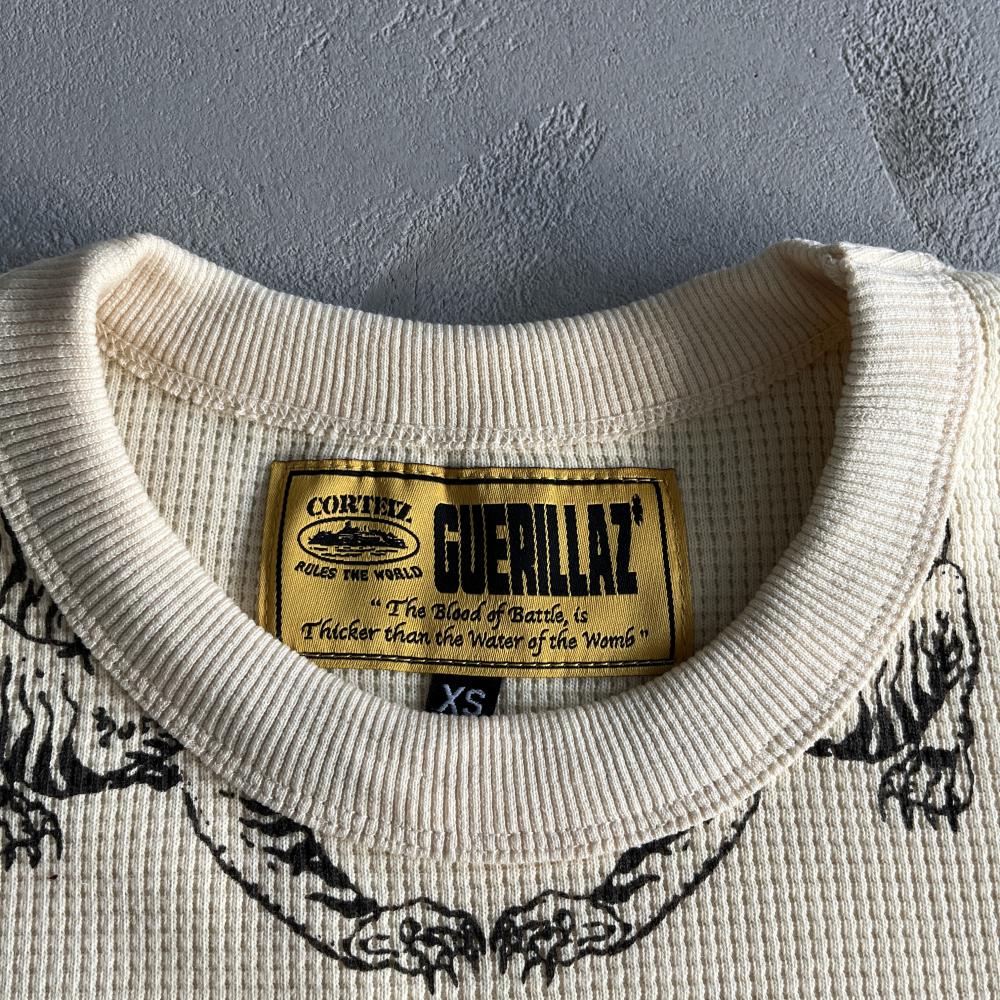 CORTEIZ
RULES THE WORLD
GUERILLAZ
“ The Blood of Battle, is
Thicker than the Water of the Womb ”
XS